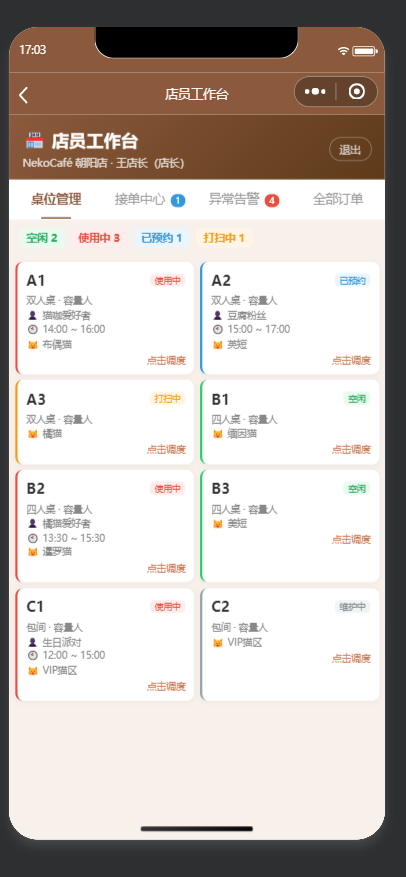 17:03
店员工作台
店员工作台
NekoCafé 朝阳店 · 王店长（店长）
退出
桌位管理 接单中心 1 异常告警 4 全部订单
空闲 2 使用中 3 已预约 1 打扫中 1
A1 使用中
双人桌 · 容量人
猫咖爱好者
14:00 ~ 16:00
布偶猫
点击调度
A2 已预约
双人桌 · 容量人
豆腐粉丝
15:00 ~ 17:00
英短
点击调度
A3 打扫中
双人桌 · 容量人
橘猫
点击调度
B1 空闲
四人桌 · 容量人
缅因猫
点击调度
B2 使用中
四人桌 · 容量人
橘猫爱好者
13:30 ~ 15:30
暹罗猫
点击调度
B3 空闲
四人桌 · 容量人
美短
点击调度
C1 使用中
包间 · 容量人
生日派对
12:00 ~ 15:00
VIP猫区
点击调度
C2 维护中
包间 · 容量人
VIP猫区
点击调度